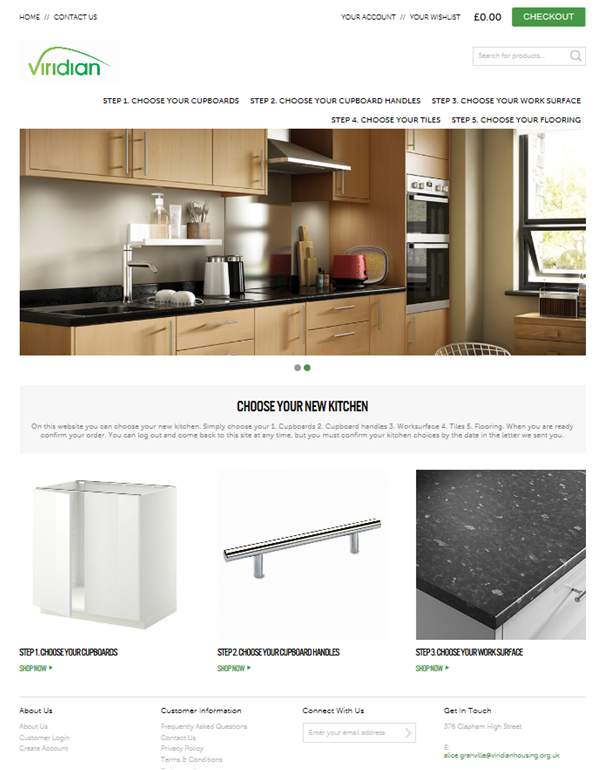 HOME // CONTACT US
YOUR ACCOUNT // YOUR WISHLIST £0.00 CHECKOUT
viridian
Search for products...
STEP 1. CHOOSE YOUR CUPBOARDS STEP 2. CHOOSE YOUR CUPBOARD HANDLES STEP 3. CHOOSE YOUR WORK SURFACE
STEP 4. CHOOSE YOUR TILES STEP 5. CHOOSE YOUR FLOORING
CHOOSE YOUR NEW KITCHEN
On this website you can choose your new kitchen. Simply choose your 1. Cupboards 2. Cupboard handles 3. Worksurface 4. Tiles 5. Flooring. When you are ready
confirm your order. You can log out and come back to this site at any time, but you must confirm your kitchen choices by the date in the letter we sent you.
STEP 1. CHOOSE YOUR CUPBOARDS
SHOP NOW
STEP 2. CHOOSE YOUR CUPBOARD HANDLES
SHOP NOW
STEP 3. CHOOSE YOUR WORK SURFACE
SHOP NOW
About Us
About Us
Customer Login
Create Account
Customer Information
Frequently Asked Questions
Contact Us
Privacy Policy
Terms & Conditions
Connect With Us
Enter your email address
Get In Touch
376 Clapham High Street
E:
alice.granville@viridianhousing.org.uk